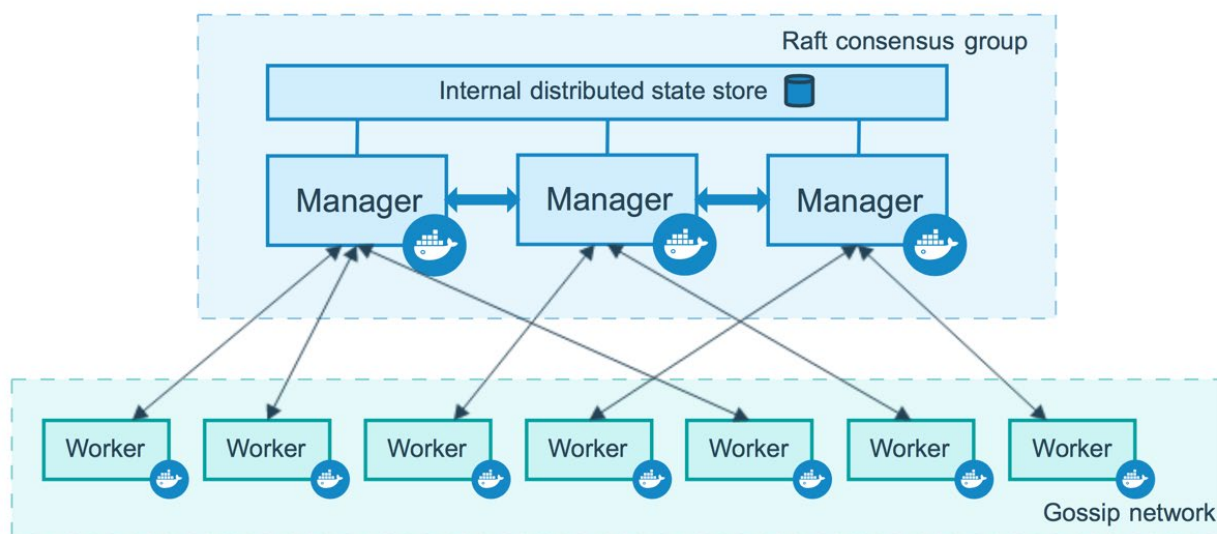 Raft consensus group
Internal distributed state store
Manager Manager Manager
Worker Worker Worker Worker Worker Worker Worker
Gossip network